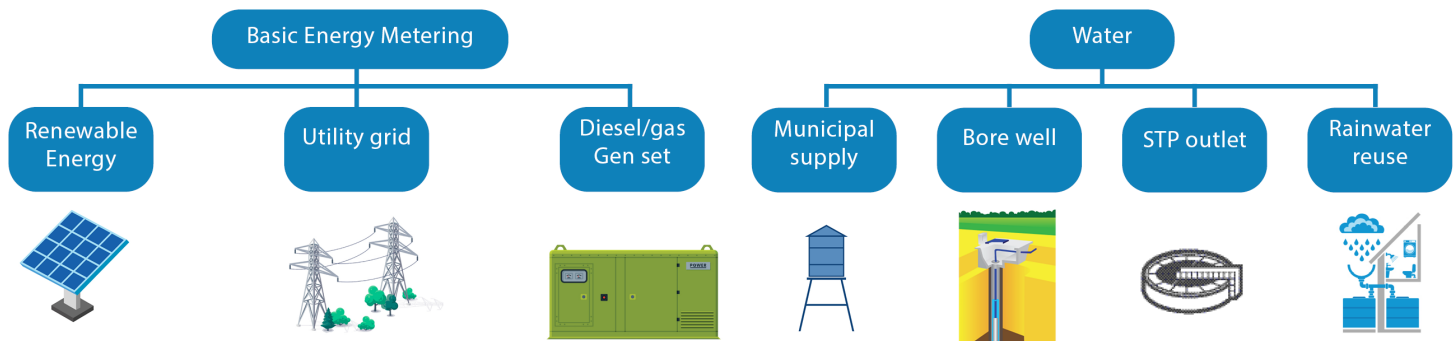 Basic Energy Metering
Water
Renewable
Energy
Utility grid
Diesel/gas
Gen set
Municipal
supply
Bore well
STP outlet
Rainwater
reuse
POWER